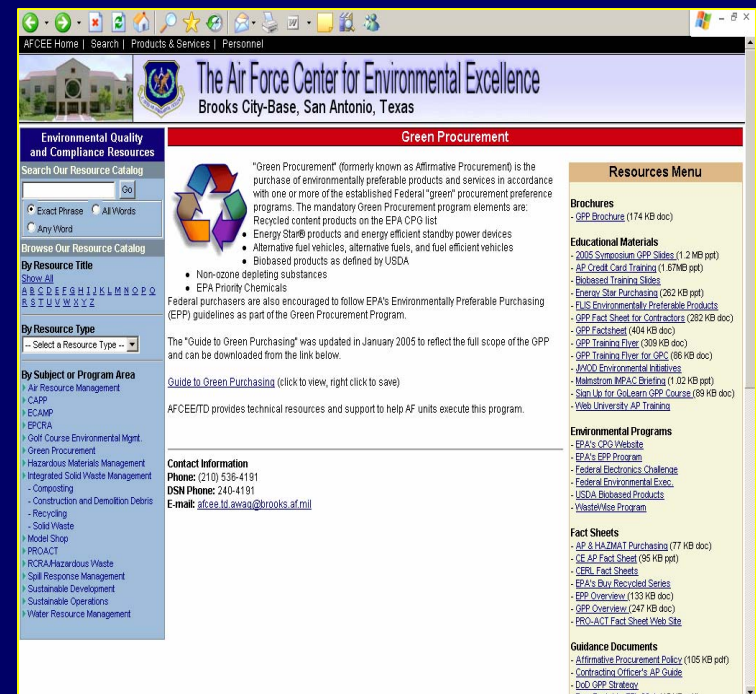 AFCEE Home | Search | Products & Services | Personnel
The Air Force Center for Environmental Excellence
Brooks City-Base, San Antonio, Texas
Environmental Quality
and Compliance Resources
Search Our Resource Catalog
Go
Exact Phrase All Words
Any Word
Browse Our Resource Catalog
By Resource Title
Show All
A B C D E F G H I J K L M N O P Q
R S T U V W X Y Z
By Resource Type
-- Select a Resource Type --
By Subject or Program Area
Air Resource Management
CAPP
ECAMP
EPCRA
Golf Course Environmental Mgmt.
Green Procurement
Hazardous Materials Management
Integrated Solid Waste Management
- Composting
- Construction and Demolition Debris
- Recycling
- Solid Waste
Model Shop
PROACT
RCRA/Hazardous Waste
Spill Response Management
Sustainable Development
Sustainable Operations
Water Resource Management
Green Procurement
"Green Procurement" (formerly known as Affirmative Procurement) is the
purchase of environmentally preferable products and services in accordance
with one or more of the established Federal "green" procurement preference
programs. The mandatory Green Procurement program elements are:
Recycled content products on the EPA CPG list
• Energy Star® products and energy efficient standby power devices
• Alternative fuel vehicles, alternative fuels, and fuel efficient vehicles
• Biobased products as defined by USDA
• Non-ozone depleting substances
• EPA Priority Chemicals
Federal purchasers are also encouraged to follow EPA's Environmentally Preferable Purchasing
(EPP) guidelines as part of the Green Procurement Program.
The "Guide to Green Purchasing" was updated in January 2005 to reflect the full scope of the GPP
and can be downloaded from the link below.
Guide to Green Purchasing (click to view, right click to save)
AFCEE/TD provides technical resources and support to help AF units execute this program.
Contact Information
Phone: (210) 536-4191
DSN Phone: 240-4191
E-mail: afcee.td.awag@brooks.af.mil
Resources Menu
Brochures
- GPP Brochure (174 KB doc)
Educational Materials
- 2005 Symposium GPP Slides (1.2 MB ppt)
- AP Credit Card Training (1.67MB ppt)
- Biobased Training Slides
- Energy Star Purchasing (262 KB ppt)
- FLIS Environmentally Preferable Products
- GPP Fact Sheet for Contractors (282 KB doc)
- GPP Factsheet (404 KB doc)
- GPP Training Flyer (309 KB doc)
- GPP Training Flyer for GPC (86 KB doc)
- JWOD Environmental Initiatives
- Malmstrom IMPAC Briefing (1.02 KB ppt)
- Sign Up for GoLearn GPP Course (89 KB doc)
- Web University AP Training
Environmental Programs
- EPA's CPG Website
- EPA's EPP Program
- Federal Electronics Challenge
- Federal Environmental Exec.
- USDA Biobased Products
- WasteWise Program
Fact Sheets
- AP & HAZMAT Purchasing (77 KB doc)
- CE AP Fact Sheet (95 KB ppt)
- CERL Fact Sheets
- EPA's Buy Recycled Series
- EPP Overview (133 KB doc)
- GPP Overview (247 KB doc)
- PRO-ACT Fact Sheet Web Site
Guidance Documents
- Affirmative Procurement Policy (105 KB pdf)
- Contracting Officer's AP Guide
- DoD GPP Strategy